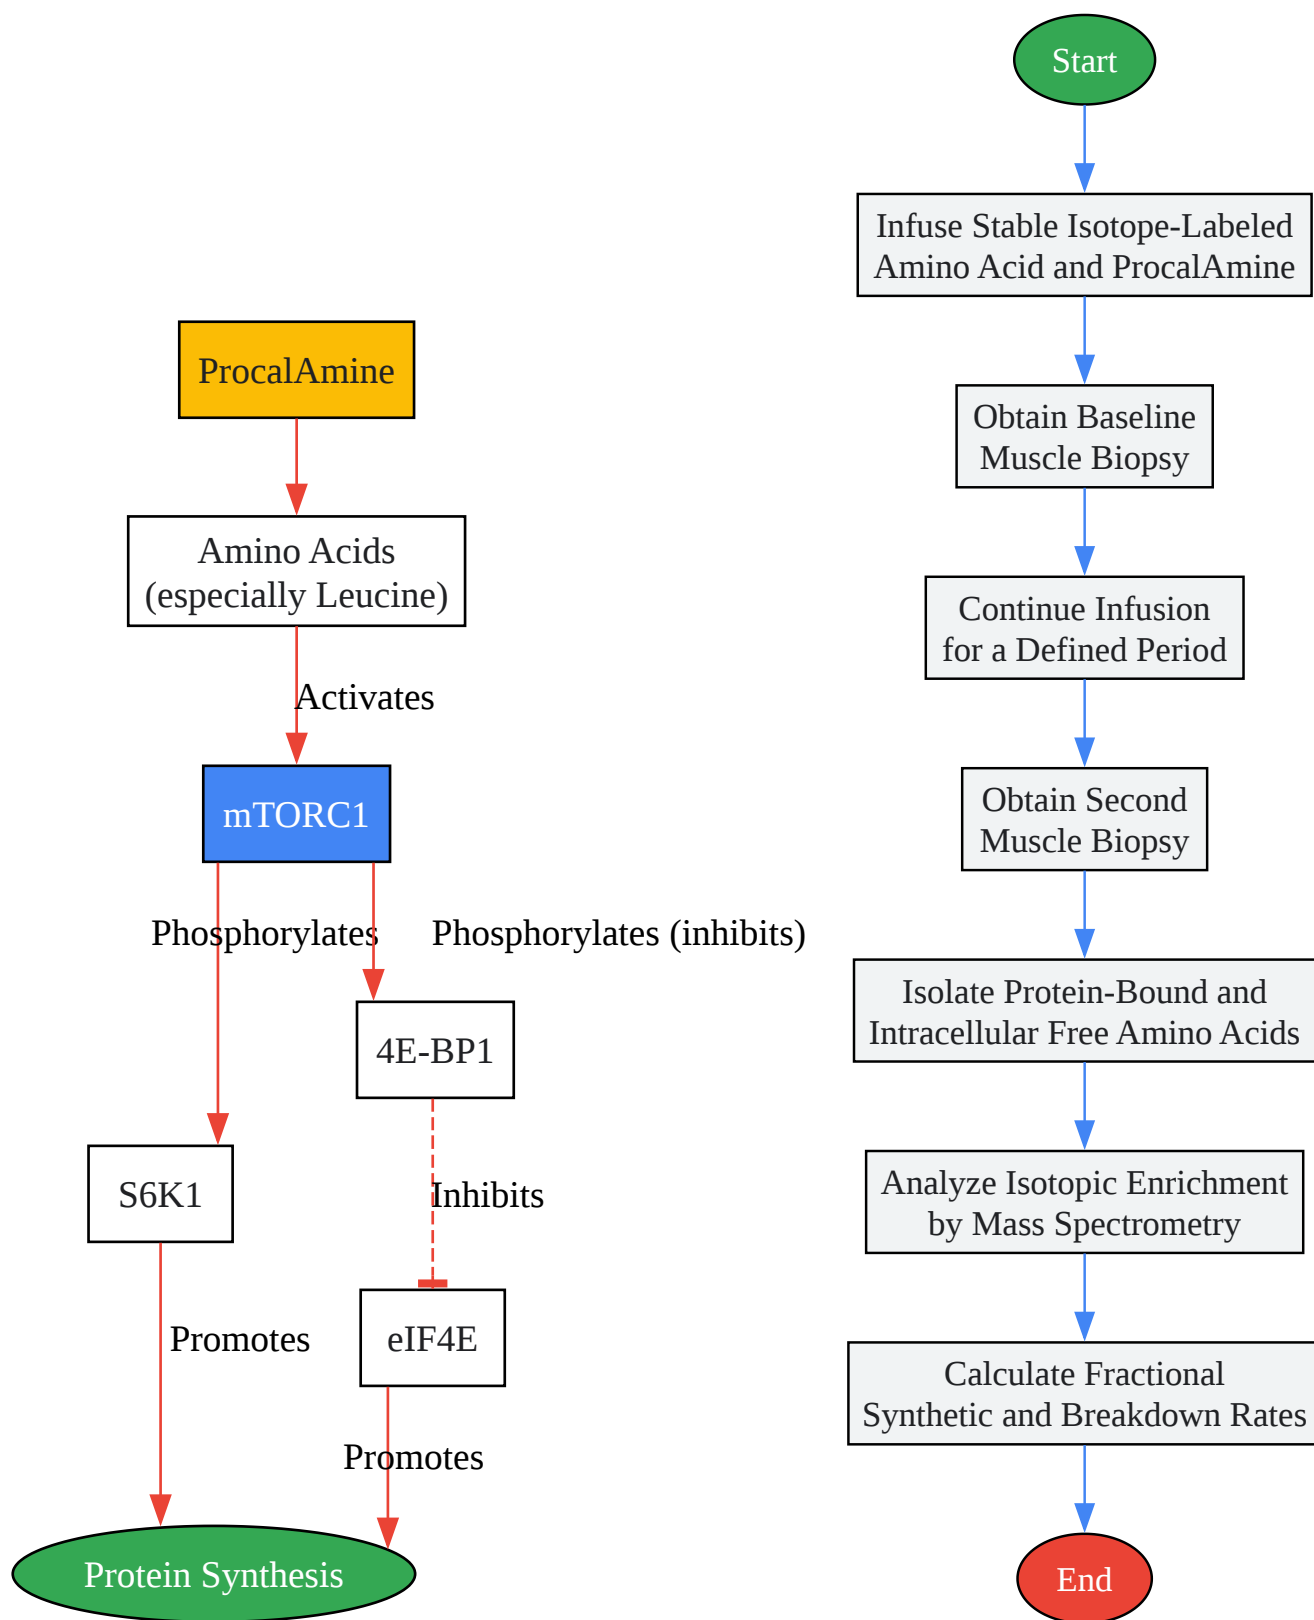 ProcalAmine
Amino Acids
(especially Leucine)
Activates
mTORC1
Phosphorylates
Phosphorylates (inhibits)
4E-BP1
S6K1
Inhibits
Promotes
eIF4E
Promotes
Protein Synthesis
Start
Infuse Stable Isotope-Labeled
Amino Acid and ProcalAmine
Obtain Baseline
Muscle Biopsy
Continue Infusion
for a Defined Period
Obtain Second
Muscle Biopsy
Isolate Protein-Bound and
Intracellular Free Amino Acids
Analyze Isotopic Enrichment
by Mass Spectrometry
Calculate Fractional
Synthetic and Breakdown Rates
End